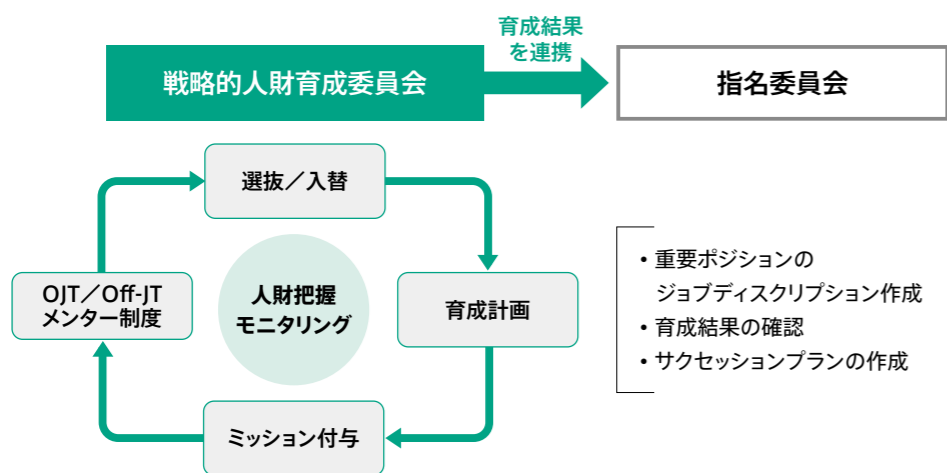 育成結果
を連携
戦略的人財育成委員会
指名委員会
選抜／入替
OJT／Off-JT
メンター制度
人財把握
モニタリング
育成計画
ミッション付与
・重要ポジションの
ジョブディスクリプション作成
・育成結果の確認
・サクセッションプランの作成